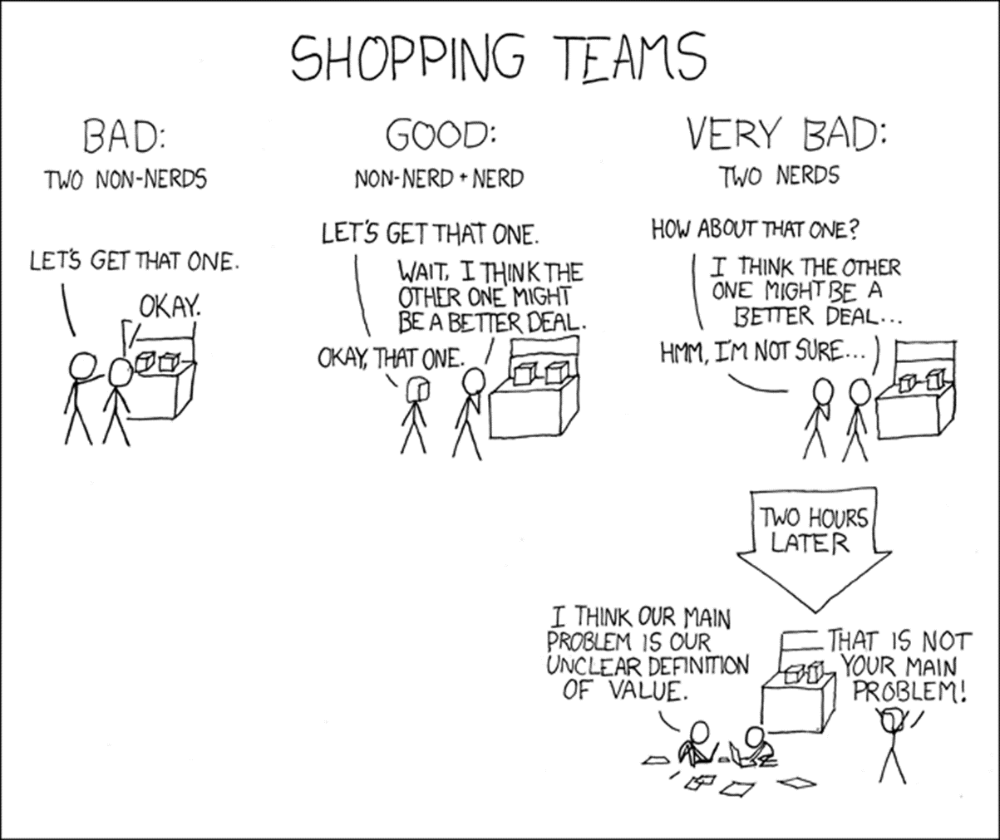 SHOPPING TEAMS
BAD:
TWO NON-NERDS
LET'S GET THAT ONE.
OKAY.
GOOD:
NON-NERD + NERD
LET'S GET THAT ONE.
WAIT, I THINK THE
OTHER ONE MIGHT
BE A BETTER DEAL.
OKAY, THAT ONE.
VERY BAD:
TWO NERDS
HOW ABOUT THAT ONE?
I THINK THE OTHER
ONE MIGHT BE A
BETTER DEAL...
HMM, I'M NOT SURE...
TWO HOURS
LATER
I THINK OUR MAIN
PROBLEM IS OUR
UNCLEAR DEFINITION
OF VALUE.
THAT IS NOT
YOUR MAIN
PROBLEM!